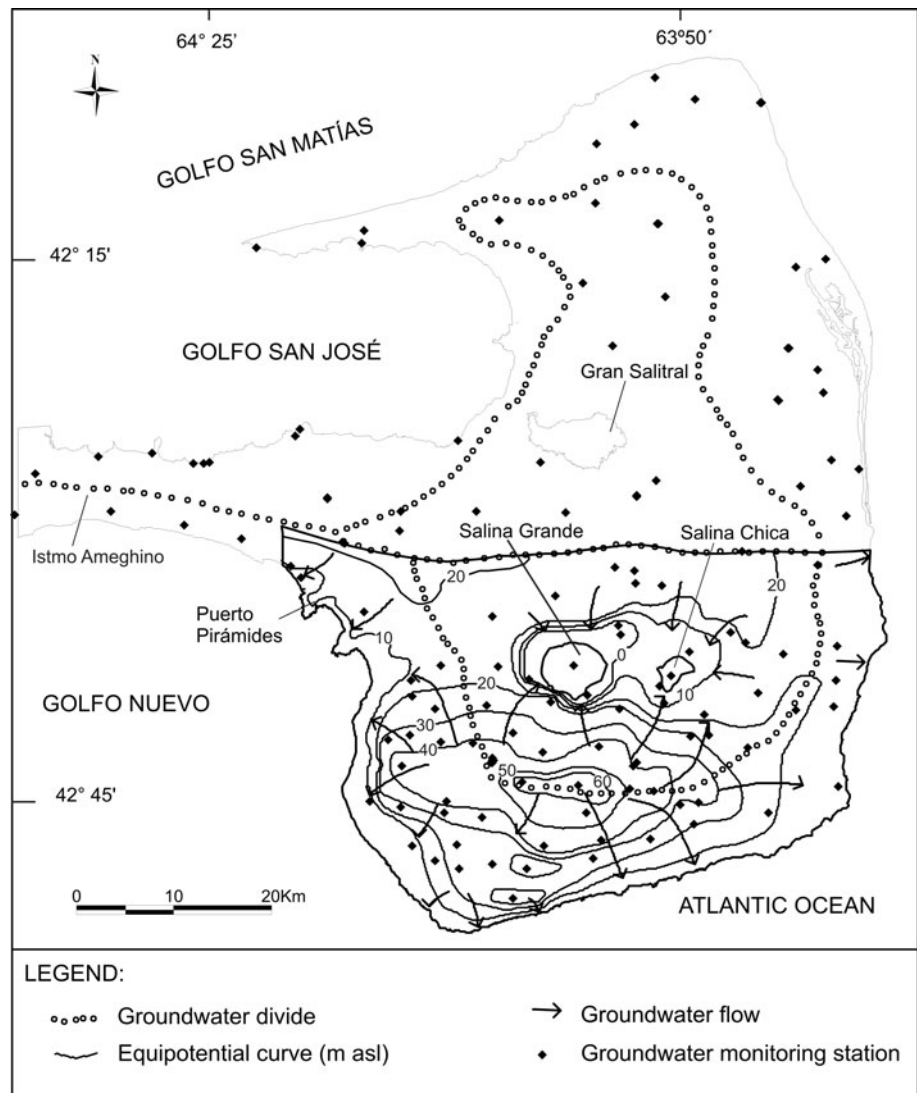 64° 25'
63° 50´
N
GOLFO SAN MATÍAS
42° 15'
GOLFO SAN JOSÉ
Gran Salitral
Salina Grande
Salina Chica
Istmo Ameghino
20
20
Puerto
Pirámides
10
0
10
GOLFO NUEVO
20
30
40
50
60
42° 45'
0 10 20Km
ATLANTIC OCEAN
LEGEND:
Groundwater divide
Groundwater flow
Equipotential curve (m asl)
Groundwater monitoring station